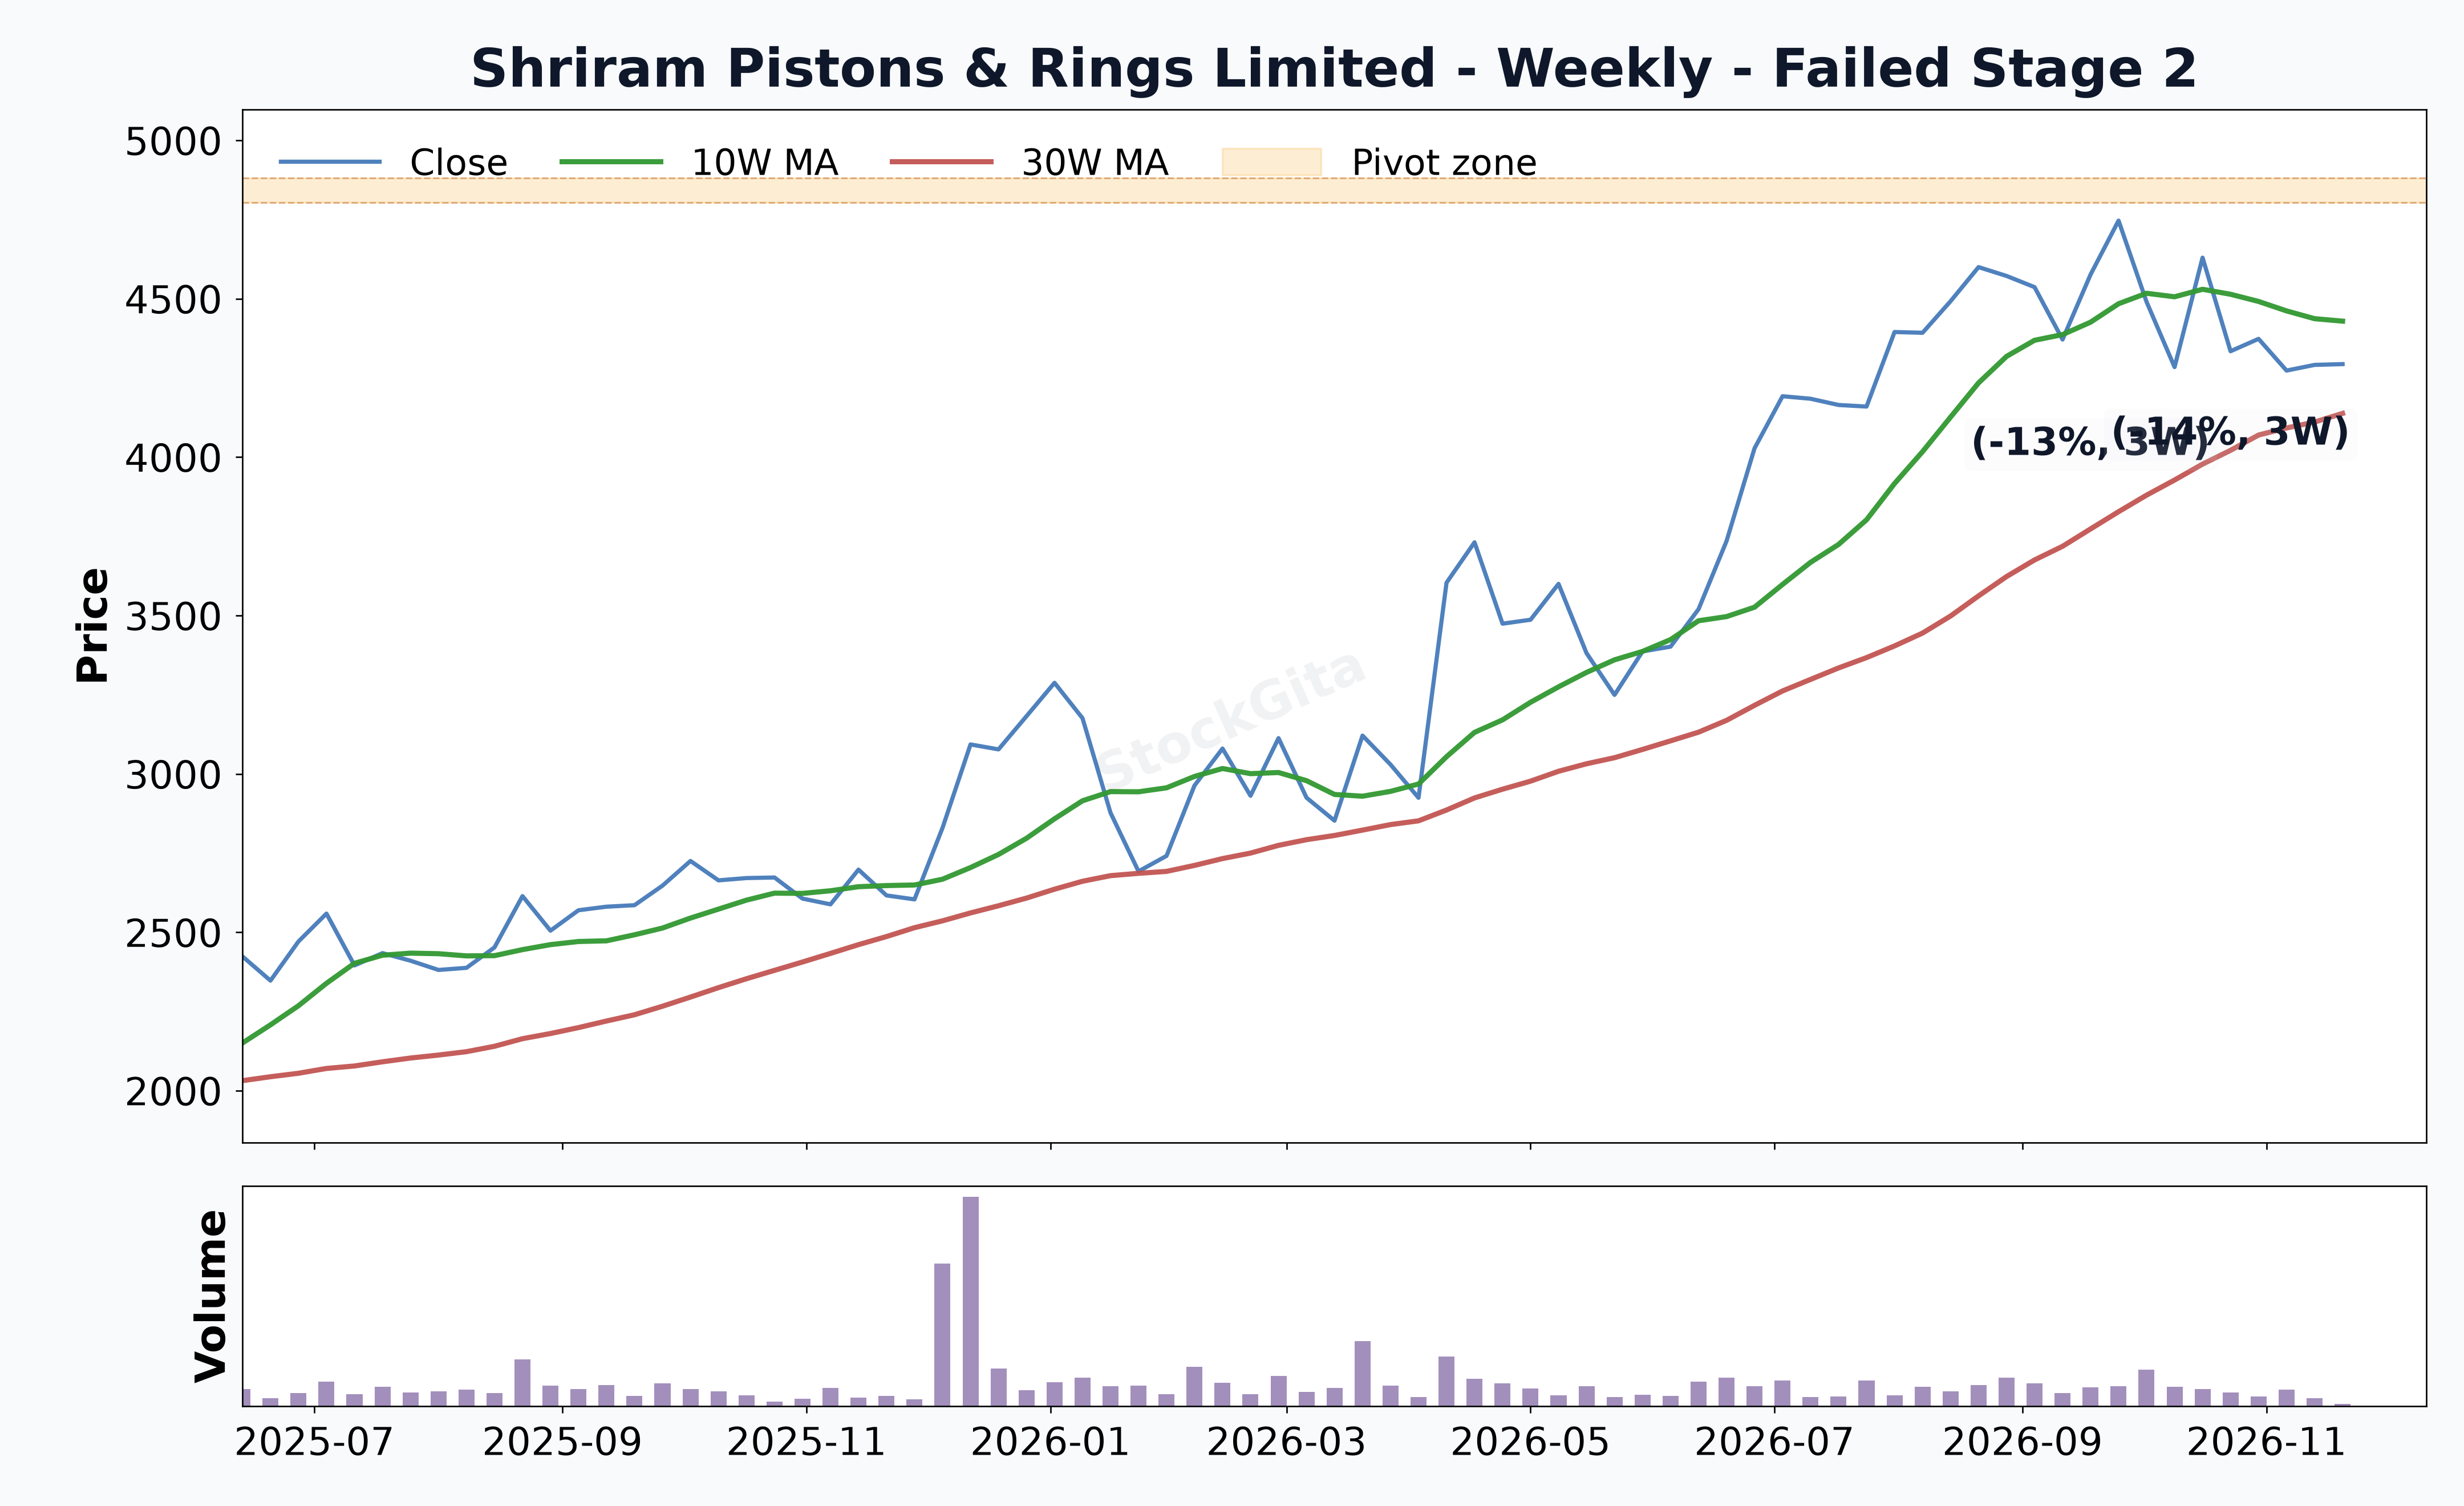 Shriram Pistons & Rings Limited - Weekly - Failed Stage 2
Close 10W MA 30W MA Pivot zone
5000
4500
4000
3500
3000
2500
2000
Price
(-13%, 3W)
(-14%, 3W)
StockGita
Volume
2025-07 2025-09 2025-11 2026-01 2026-03 2026-05 2026-07 2026-09 2026-11